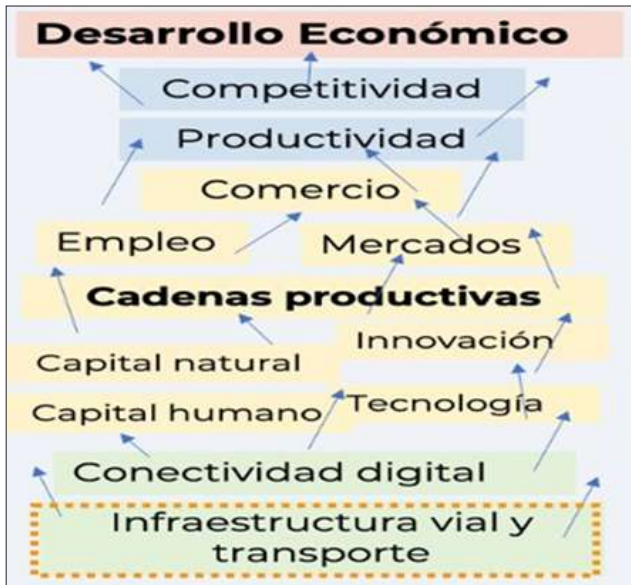 Desarrollo Económico
Competitividad
Productividad
Comercio
Empleo
Mercados
Cadenas productivas
Innovación
Capital natural
Tecnología
Capital humano
Conectividad digital
Infraestructura vial y
transporte